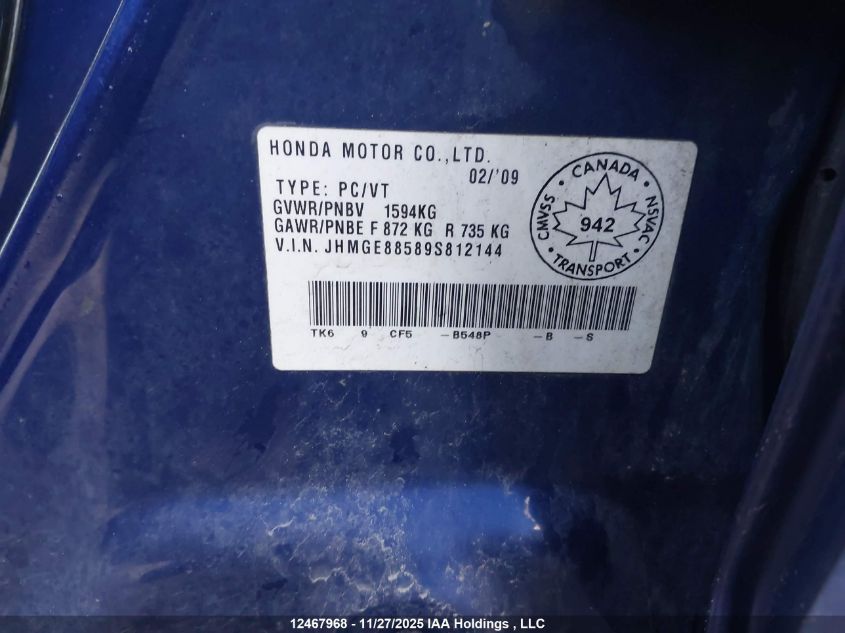 HONDA MOTOR CO.,LTD.
02/'09
TYPE: PC/VT
GVWR/PNBV 1594KG
GAWR/PNBE F 872 KG R 735 KG
V.I.N. JHMGE88589S812144
CANADA
CMVSS
942
NSVAC
TRANSPORT
TK6 9 CF5 -B548P -B -S
12467968 - 11/27/2025 IAA Holdings , LLC